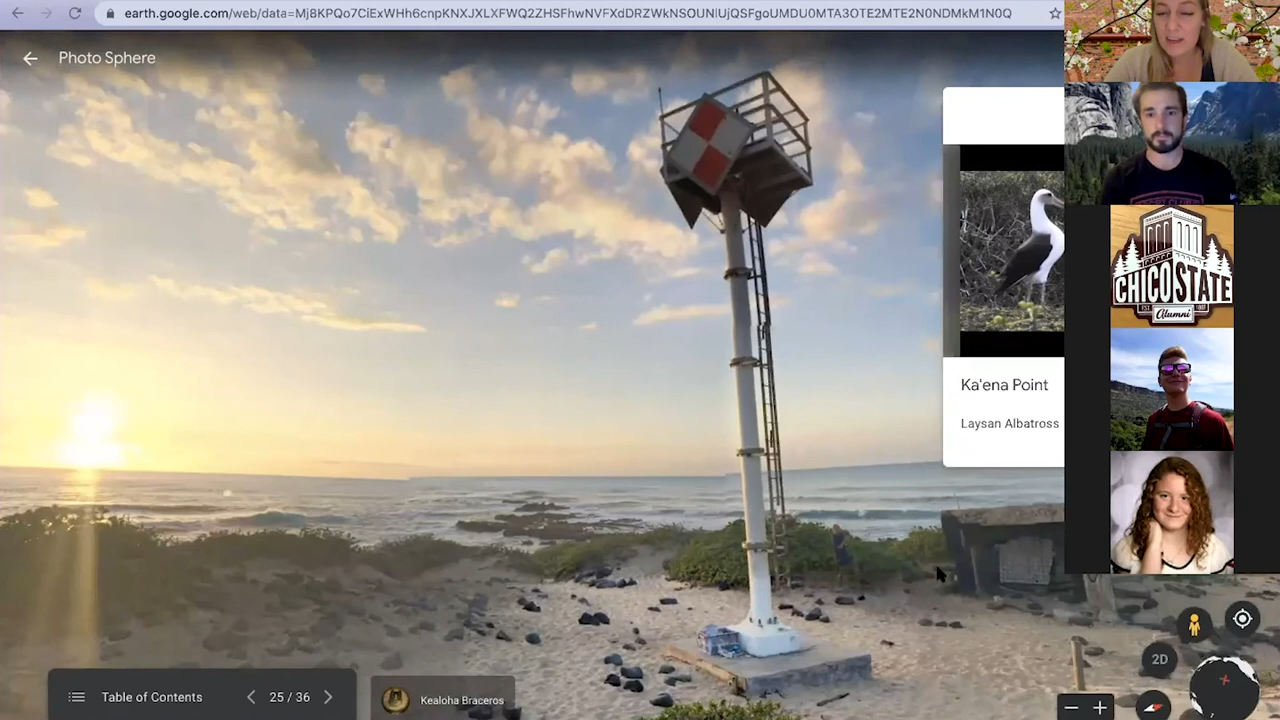 earth.google.com/web/data=Mj8KPQo7CiExWHh6cnpKNXJXLXFWQ2ZHSFhwNVFXdDRZWkNSOUNIUjQSFgoUMDU0MTA3OTE2MTE2N0NDMkM1N0Q
Photo Sphere
CHICO STATE
Alumni
Ka'ena Point
Laysan Albatross
2D
Table of Contents
25 / 36
Kealoha Braceros